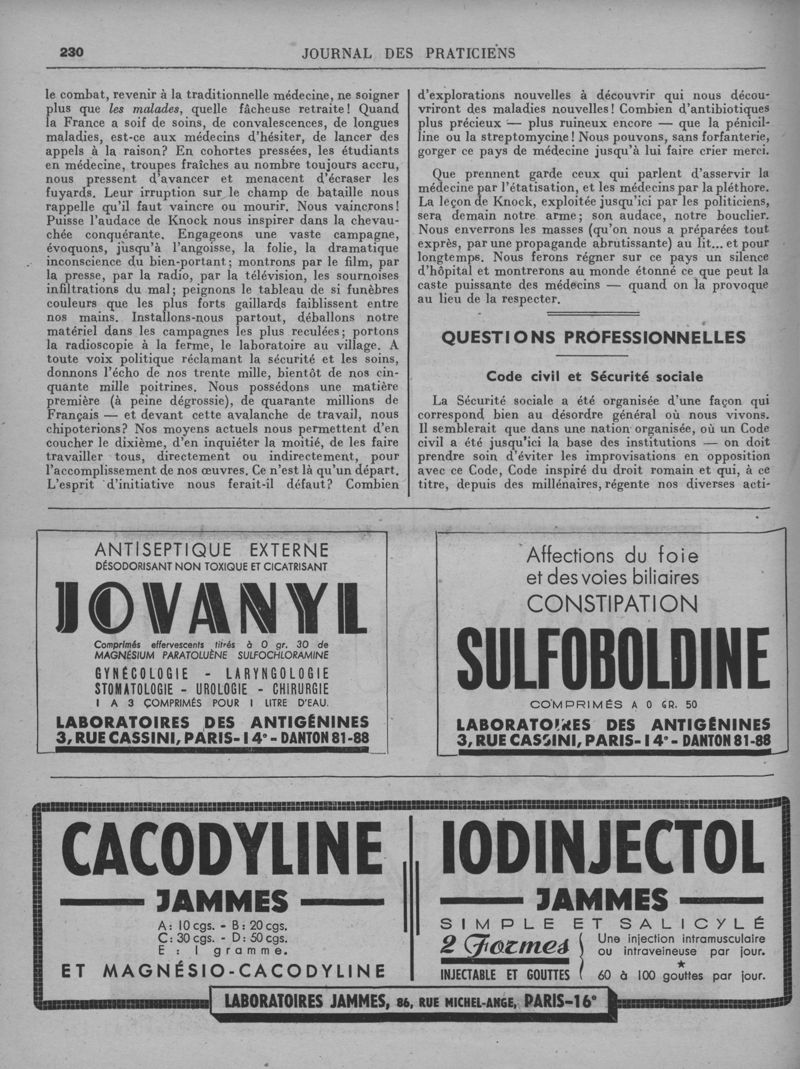 230
JOURNAL DES PRATICIENS
le combat, revenir à la traditionnelle médecine, ne soigner
plus que les malades, quelle fâcheuse retraite! Quand
la France a soif de soins, de convalescences, de longues
maladies, est-ce aux médecins d'hésiter, de lancer des
appels à la raison? En cohortes pressées, les étudiants
en médecine, troupes fraîches au nombre toujours accru,
nous pressent d'avancer et menacent d'écraser les
fuyards. Leur irruption sur le champ de bataille nous
rappelle qu'il faut vaincre ou mourir. Nous vaincrons!
Puisse l'audace de Knock nous inspirer dans la chevau-
chée conquérante. Engageons une vaste campagne,
évoquons, jusqu'à l'angoisse, la folie, la dramatique
inconscience du bien-portant; montrons par le film, par
la presse, par la radio, par la télévision, les sournoises
infiltrations du mal; peignons le tableau de si funèbres
couleurs que les plus forts gaillards faiblissent entre
nos mains. Installons-nous partout, déballons notre
matériel dans les campagnes les plus reculées; portons
la radioscopie à la ferme, le laboratoire au village. A
toute voix politique réclamant la sécurité et les soins,
donnons l'écho de nos trente mille, bientôt de nos cin-
quante mille poitrines. Nous possédons une matière
première (à peine dégrossie), de quarante millions de
Français — et devant cette avalanche de travail, nous
chipoterions? Nos moyens actuels nous permettent d'en
coucher le dixième, d'en inquiéter la moitié, de les faire
travailler tous, directement ou indirectement, pour
l'accomplissement de nos œuvres. Ce n'est là qu'un départ.
L'esprit d'initiative nous ferait-il défaut? Combien
d'explorations nouvelles à découvrir qui nous décou-
vriront des maladies nouvelles! Combien d'antibiotiques
plus précieux — plus ruineux encore — que la pénicil-
line ou la streptomycine! Nous pouvons, sans forfanterie,
gorger ce pays de médecine jusqu'à lui faire crier merci.
Que prennent garde ceux qui parlent d'asservir la
médecine par l'étatisation, et les médecins par la pléthore.
La leçon de Knock, exploitée jusqu'ici par les politiciens,
sera demain notre arme; son audace, notre bouclier.
Nous enverrons les masses (qu'on nous a préparées tout
exprès, par une propagande abrutissante) au lit... et pour
longtemps. Nous ferons régner sur ce pays un silence
d'hôpital et montrerons au monde étonné ce que peut la
caste puissante des médecins — quand on la provoque
au lieu de la respecter.
QUESTIONS PROFESSIONNELLES
Code civil et Sécurité sociale
La Sécurité sociale a été organisée d'une façon qui
correspond bien au désordre général où nous vivons.
Il semblerait que dans une nation organisée, où un Code
civil a été jusqu'ici la base des institutions — on doit
prendre soin d'éviter les improvisations en opposition
avec ce Code, Code inspiré du droit romain et qui, à ce
titre, depuis des millénaires, régente nos diverses acti-
ANTISEPTIQUE EXTERNE
DÉSODORISANT NON TOXIQUE ET CICATRISANT
JOVANYL
Comprimés effervescents titrés à 0 gr. 30 de
MAGNÉSIUM PARATOLUÈNE SULFOCHLORAMINE
GYNÉCOLOGIE - LARYNGOLOGIE
STOMATOLOGIE - UROLOGIE - CHIRURGIE
1 A 3 COMPRIMÉS POUR 1 LITRE D'EAU.
LABORATOIRES DES ANTIGÉNINES
3, RUE CASSINI, PARIS-14e - DANTON 81-88
Affections du foie
et des voies biliaires
CONSTIPATION
SULFOBOLDINE
COMPRIMÉS A 0 GR. 50
LABORATOIRES DES ANTIGÉNINES
3, RUE CASSINI, PARIS-14e - DANTON 81-88
CACODYLINE
JAMMES
A: 10 cgs. - B: 20 cgs.
C: 30 cgs. - D: 50 cgs.
E : 1 gramme.
ET MAGNÉSIO-CACODYLINE
IODINJECTOL
JAMMES
SIMPLE ET SALICYLÉ
2 Formes
INJECTABLE ET GOUTTES
Une injection intramusculaire
ou intraveineuse par jour.
★
60 à 100 gouttes par jour.
LABORATOIRES JAMMES, 86, RUE MICHEL-ANGE, PARIS-16e